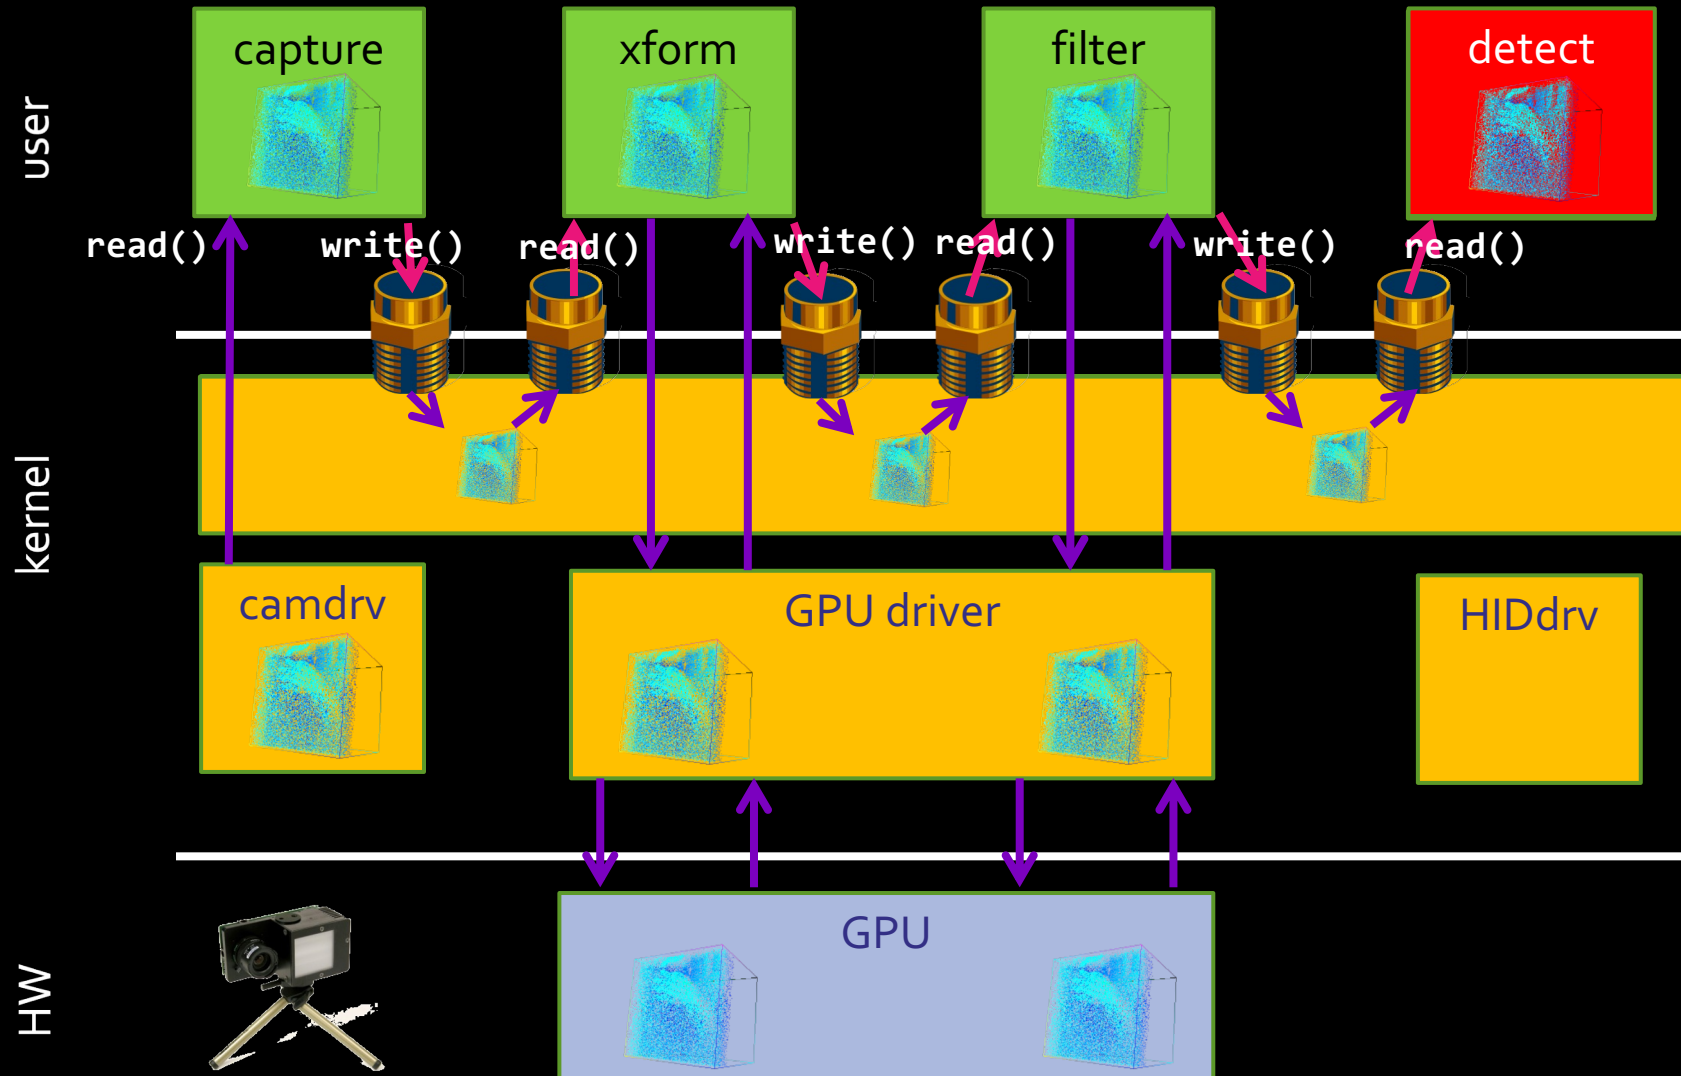 user
capture
xform
filter
detect
read()
write()
read()
write()
read()
write()
read()
kernel
camdrv
GPU driver
HIDdrv
HW
GPU